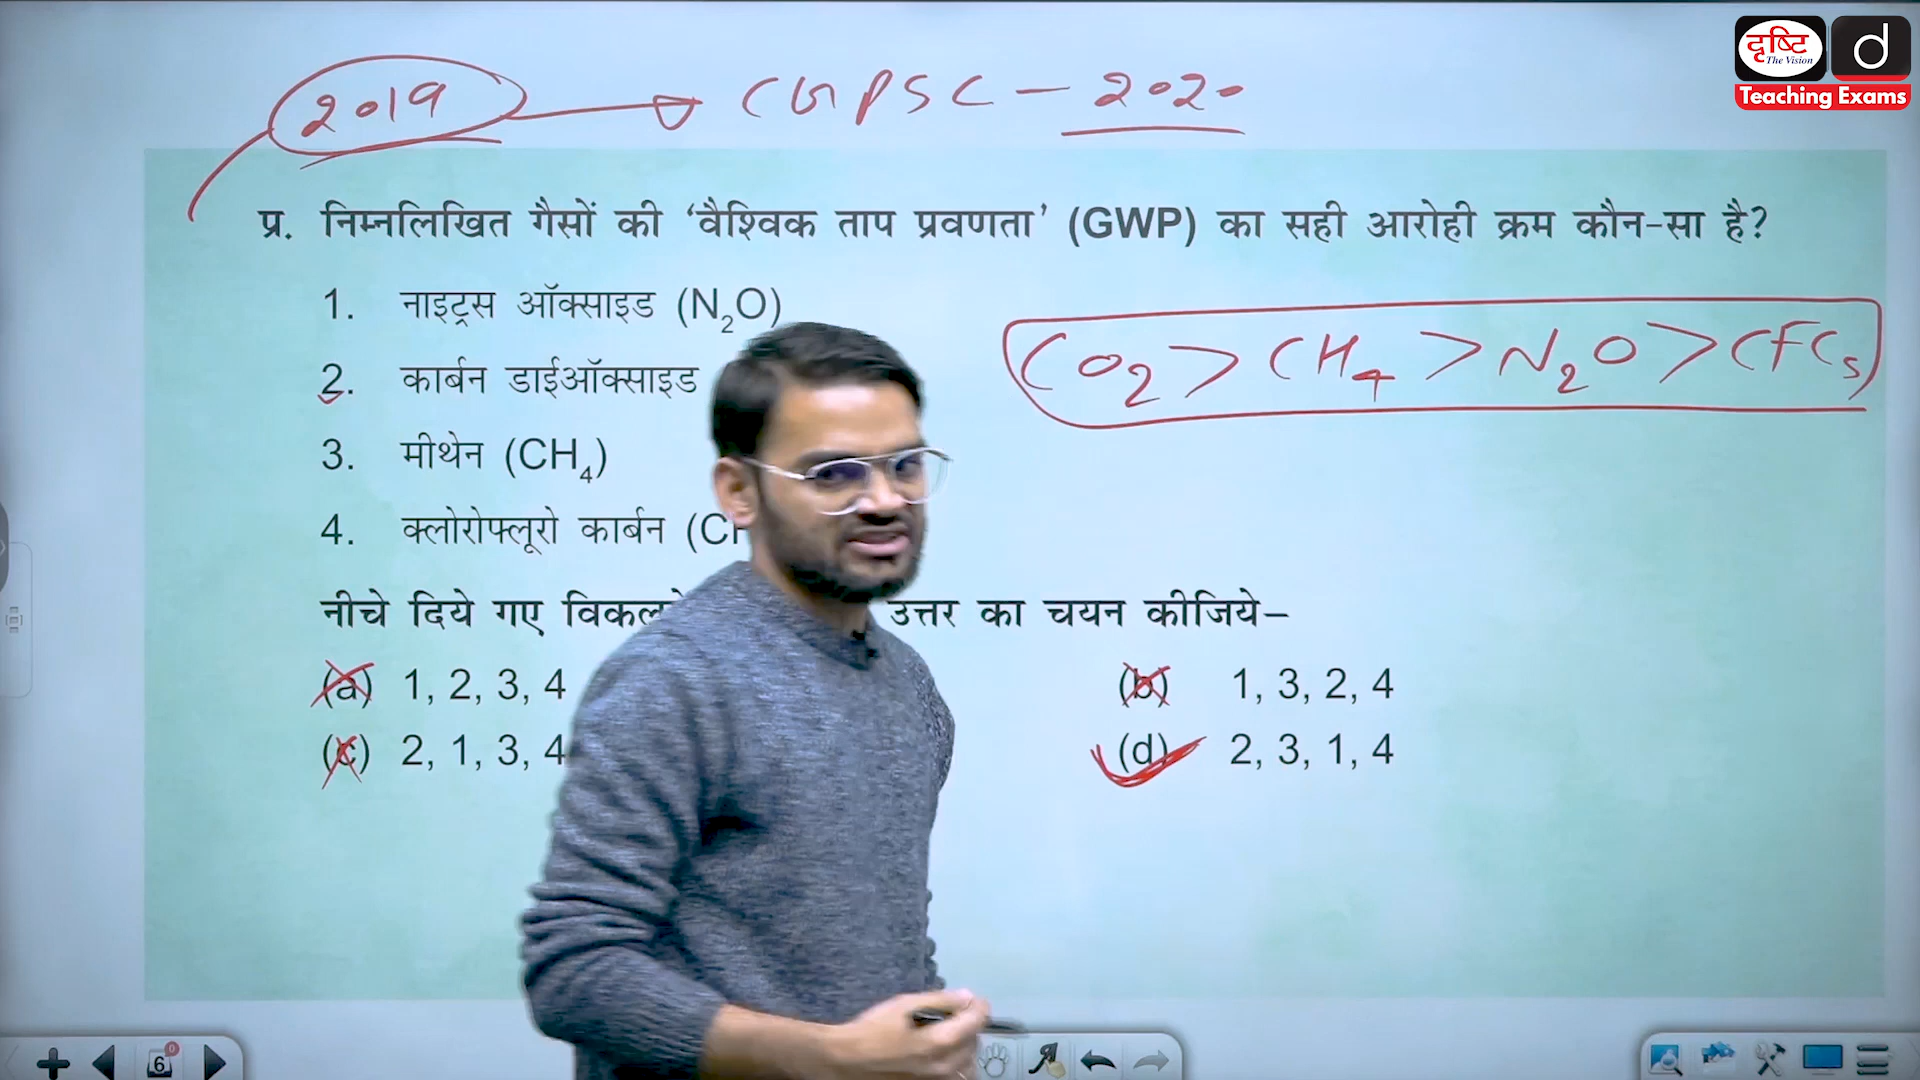 दृष्टि
The Vision
d
Teaching Exams
2019 → CGPSC - 2020
प्र. निम्नलिखित गैसों की ‘वैश्विक ताप प्रवणता’ (GWP) का सही आरोही क्रम कौन-सा है?
1. नाइट्रस ऑक्साइड (N₂O)
CO₂ > CH₄ > N₂O > CFCs
2. कार्बन डाईऑक्साइड
3. मीथेन (CH₄)
4. क्लोरोफ्लूरो कार्बन
नीचे दिये गए उत्तर का चयन कीजिये–
(a) 1, 2, 3, 4
(b) 1, 3, 2, 4
(c) 2, 1, 3, 4
(d) 2, 3, 1, 4
6
0